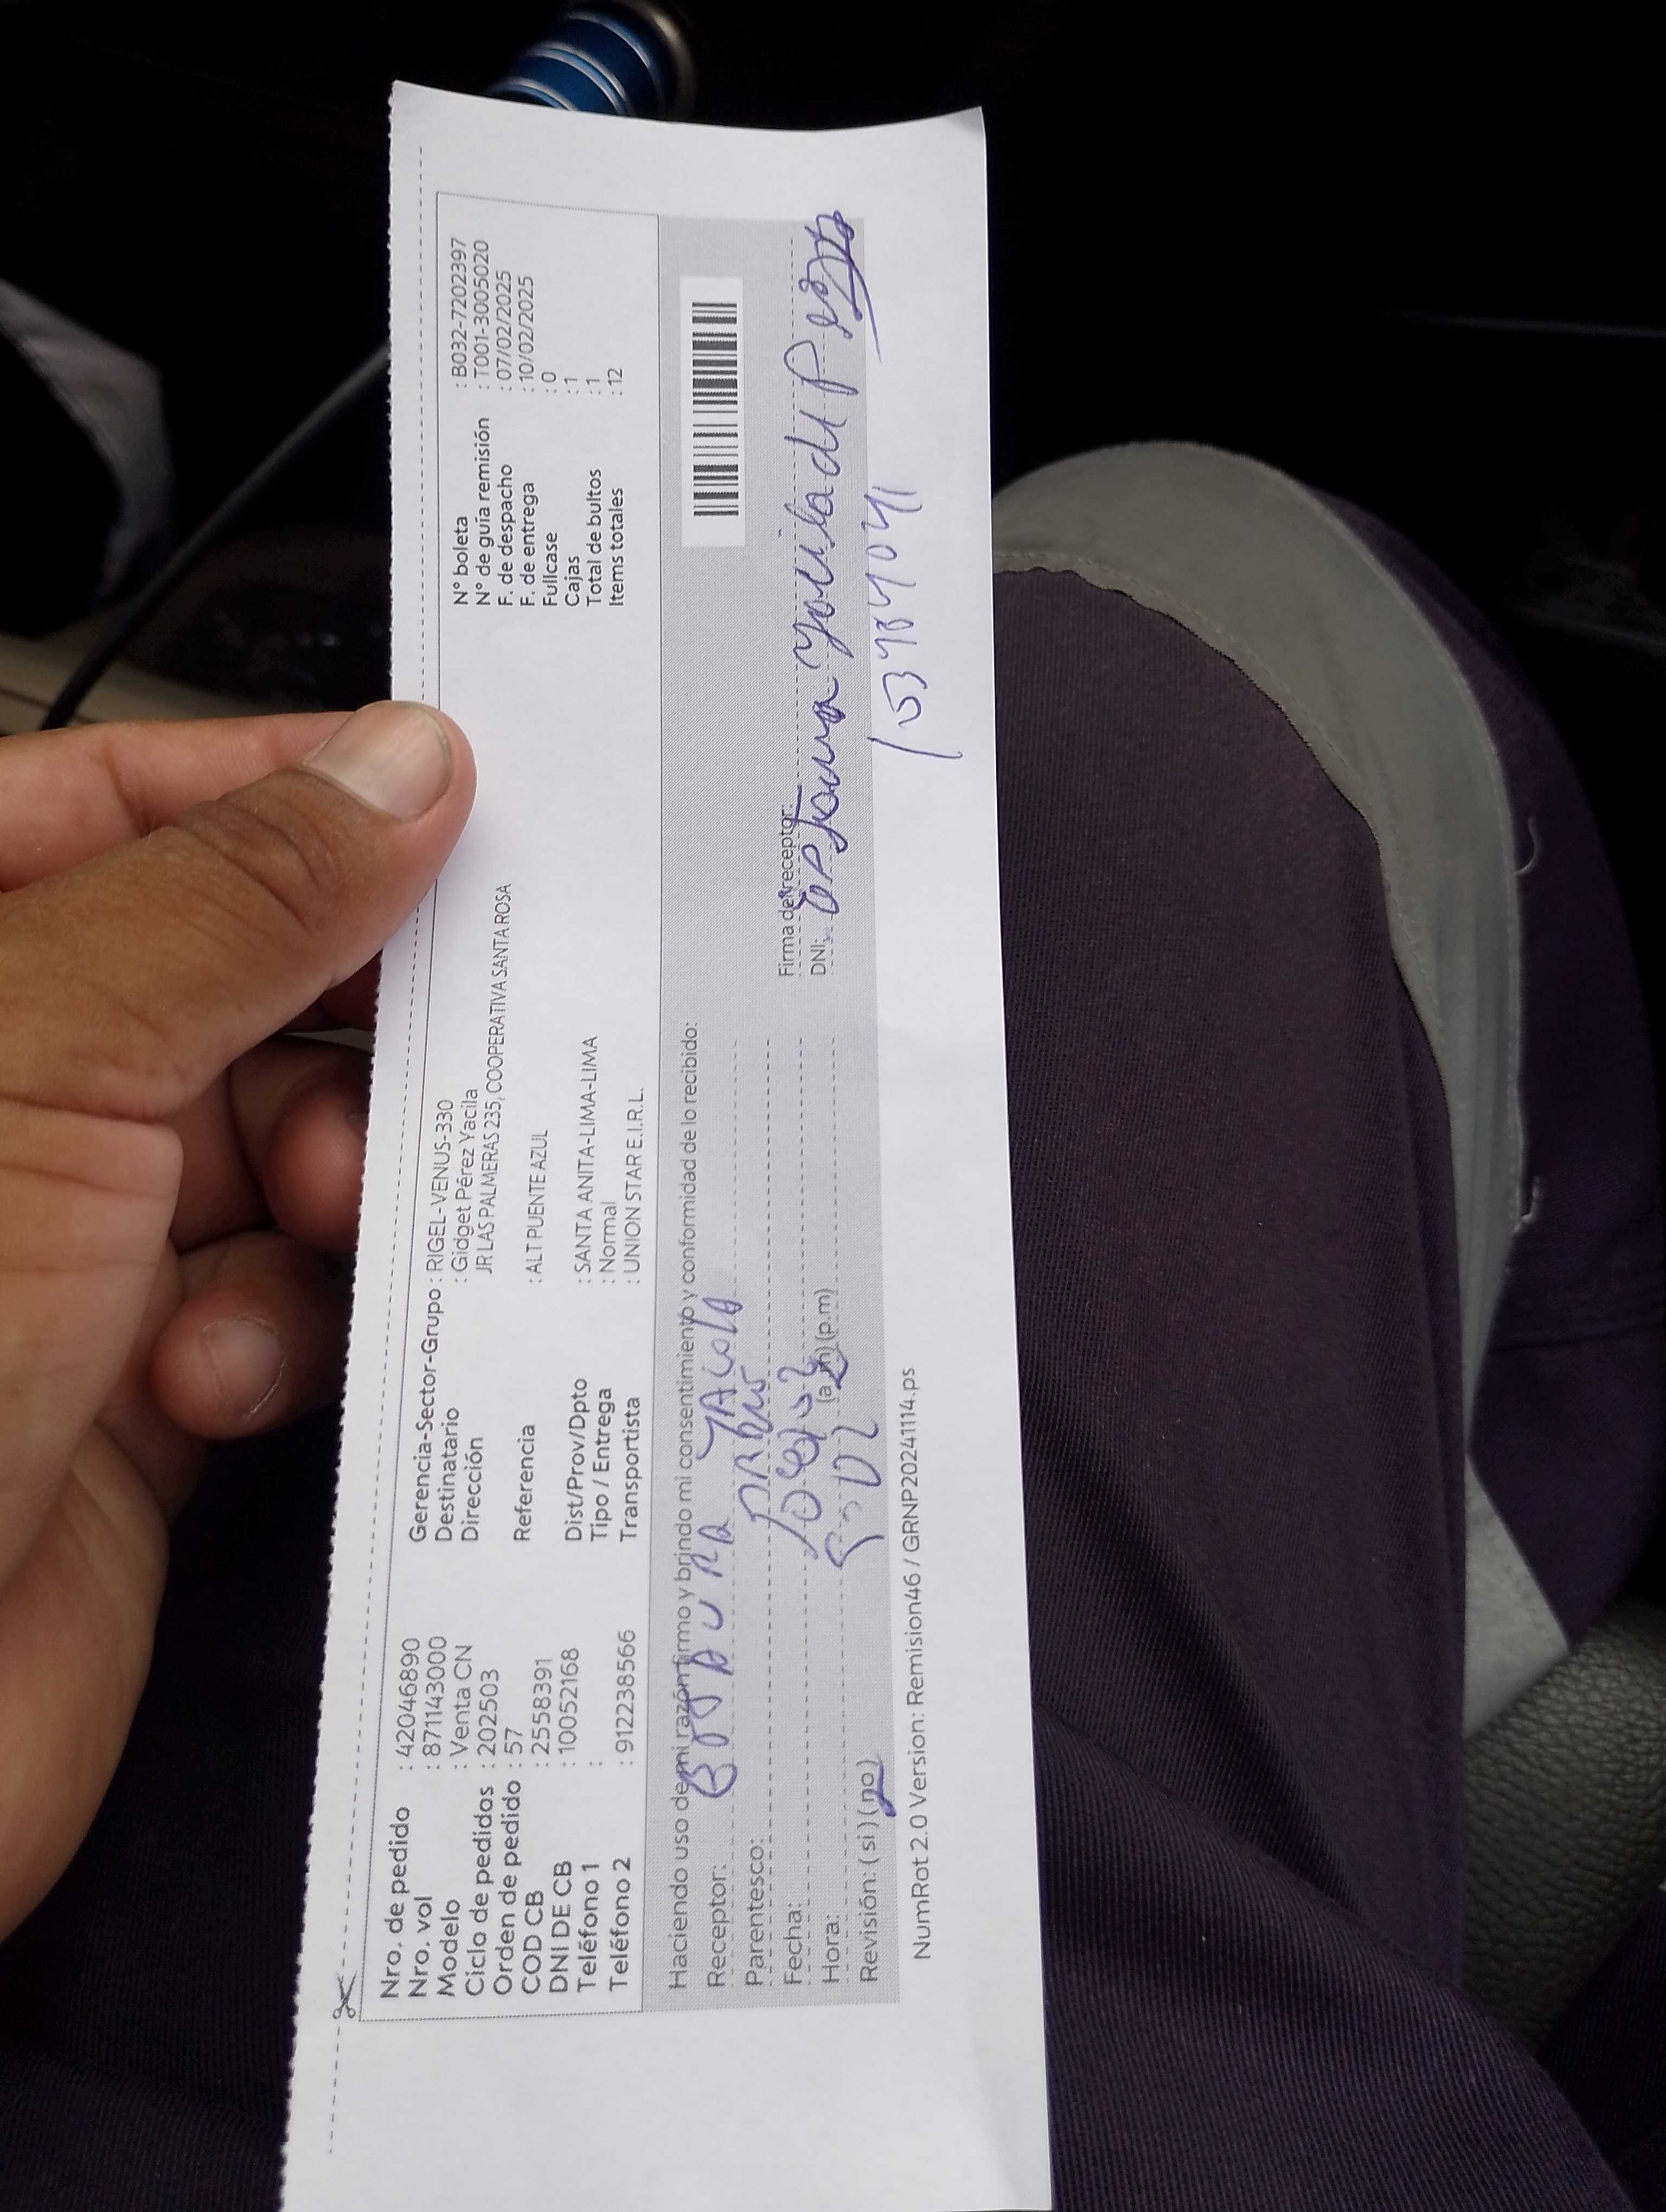 Nro. de pedido : 42046890
Nro. vol : 871143000
Modelo : Venta CN
Ciclo de pedidos : 202503
Orden de pedido : 57
COD CB : 2558391
DNI DE CB : 10052168
Teléfono 1 :
Teléfono 2 : 912238566
Gerencia-Sector-Grupo : RIGEL-VENUS-330
Destinatario : Gidget Pérez Yacila
Dirección JR LAS PALMERAS 235, COOPERATIVA SANTA ROSA
Referencia : ALT PUENTE AZUL
Dist/Prov/Dpto : SANTA ANITA-LIMA-LIMA
Tipo / Entrega : Normal
Transportista : UNION STAR E.I.R.L.
N° boleta : B032-7202397
N° de guía remisión : T001-3005020
F. de despacho : 07/02/2025
F. de entrega : 10/02/2025
Fullcase : 0
Cajas : 1
Total de bultos : 1
Items totales : 12
Haciendo uso de mi razón firmo y brindo mi consentimiento y conformidad de lo recibido:
Receptor:
Parentesco:
Fecha:
Hora: (a.m) (p.m)
Revisión: ( si ) ( no )
Firma del receptor:
DNI:
NumRot 2.0 Version: Remision46 / GRNP20241114.ps